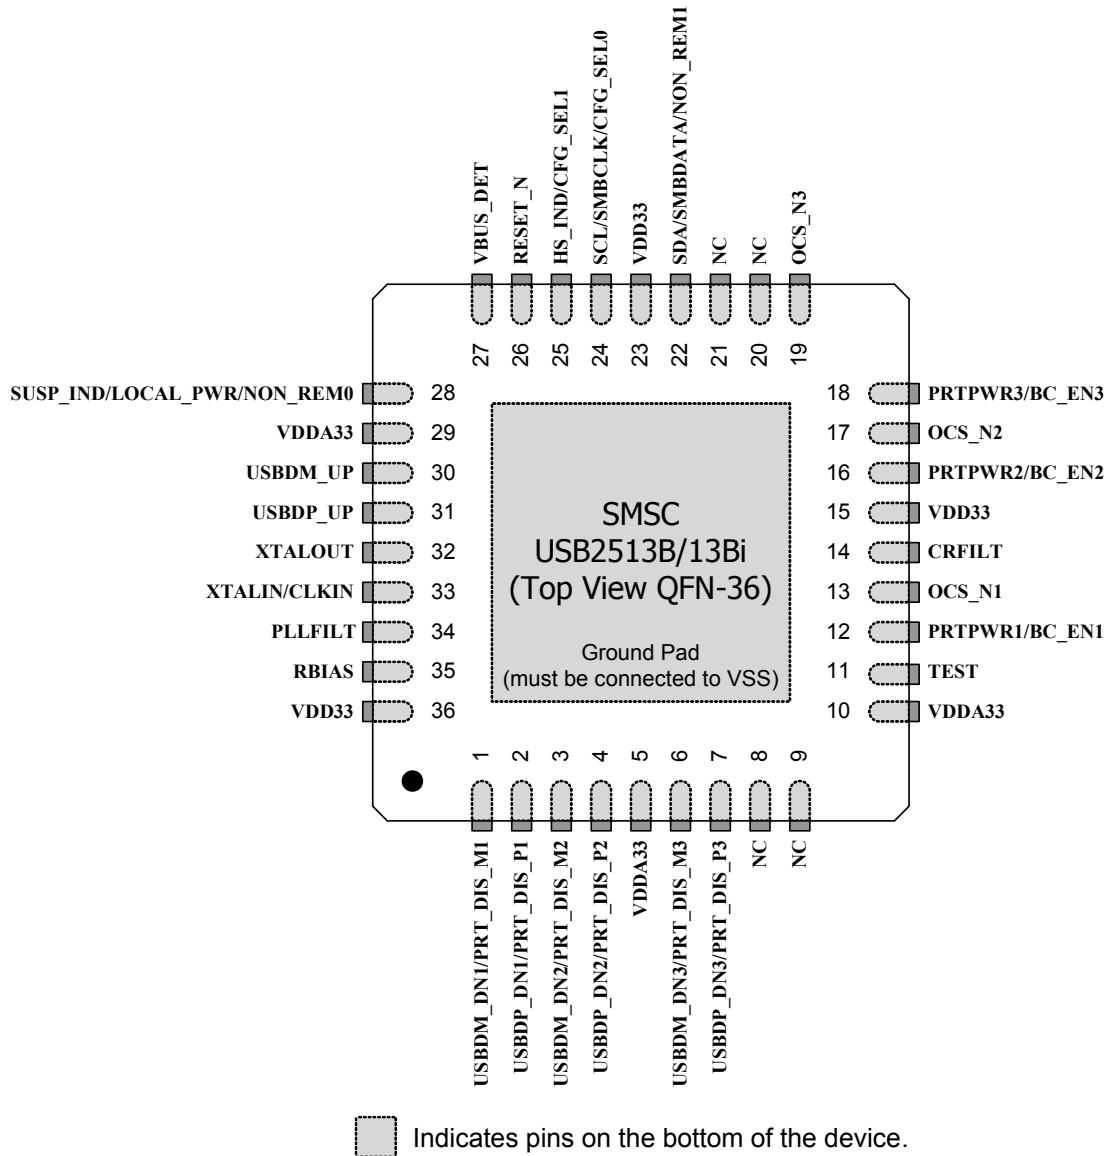 VBUS_DET
RESET_N
HS_IND/CFG_SEL1
SCL/SMBCLK/CFG_SEL0
VDD33
SDA/SMBDATA/NON_REM1
NC
NC
OCS_N3
27
26
25
24
23
22
21
20
19
SUSP_IND/LOCAL_PWR/NON_REM0 28
VDDA33 29
USBDM_UP 30
USBDP_UP 31
XTALOUT 32
XTALIN/CLKIN 33
PLLFILT 34
RBIAS 35
VDD33 36
SMSC
USB2513B/13Bi
(Top View QFN-36)
Ground Pad
(must be connected to VSS)
18 PRTPWR3/BC_EN3
17 OCS_N2
16 PRTPWR2/BC_EN2
15 VDD33
14 CRFILT
13 OCS_N1
12 PRTPWR1/BC_EN1
11 TEST
10 VDDA33
1
2
3
4
5
6
7
8
9
USBDM_DN1/PRT_DIS_M1
USBDP_DN1/PRT_DIS_P1
USBDM_DN2/PRT_DIS_M2
USBDP_DN2/PRT_DIS_P2
VDDA33
USBDM_DN3/PRT_DIS_M3
USBDP_DN3/PRT_DIS_P3
NC
NC
Indicates pins on the bottom of the device.